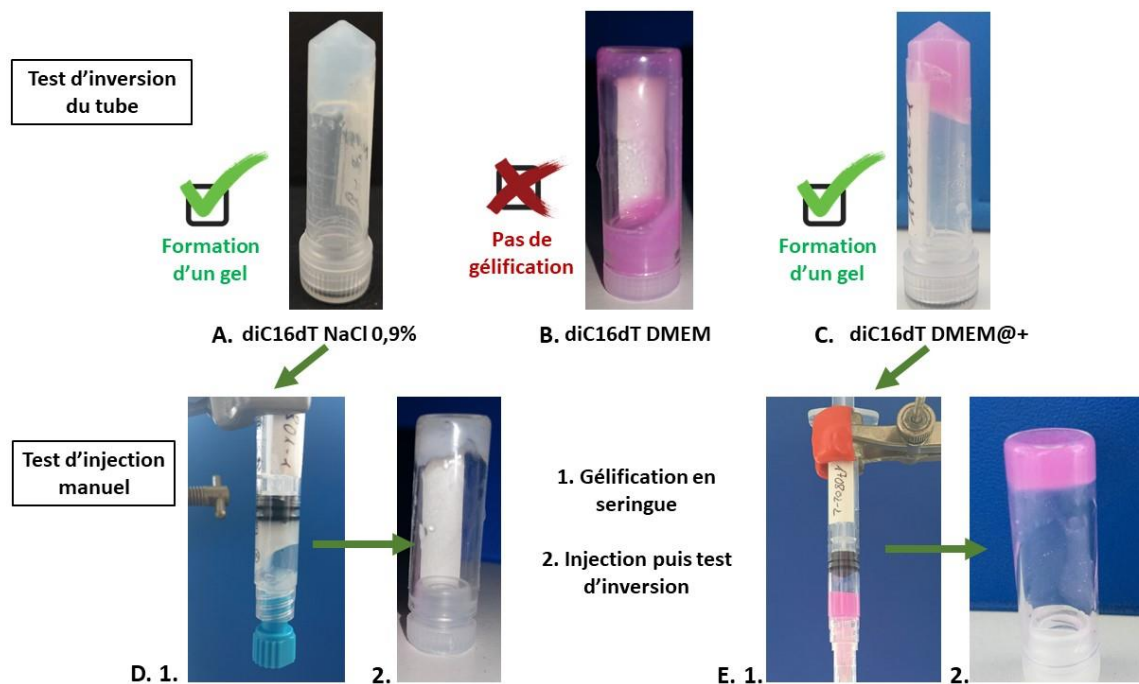 Test d’inversion
du tube
Formation
d’un gel
Pas de
gélification
Formation
d’un gel
A. diC16dT NaCl 0,9%
B. diC16dT DMEM
C. diC16dT DMEM@+
Test d’injection
manuel
1. Gélification en
seringue
2. Injection puis test
d’inversion
D. 1.
2.
E. 1.
2.